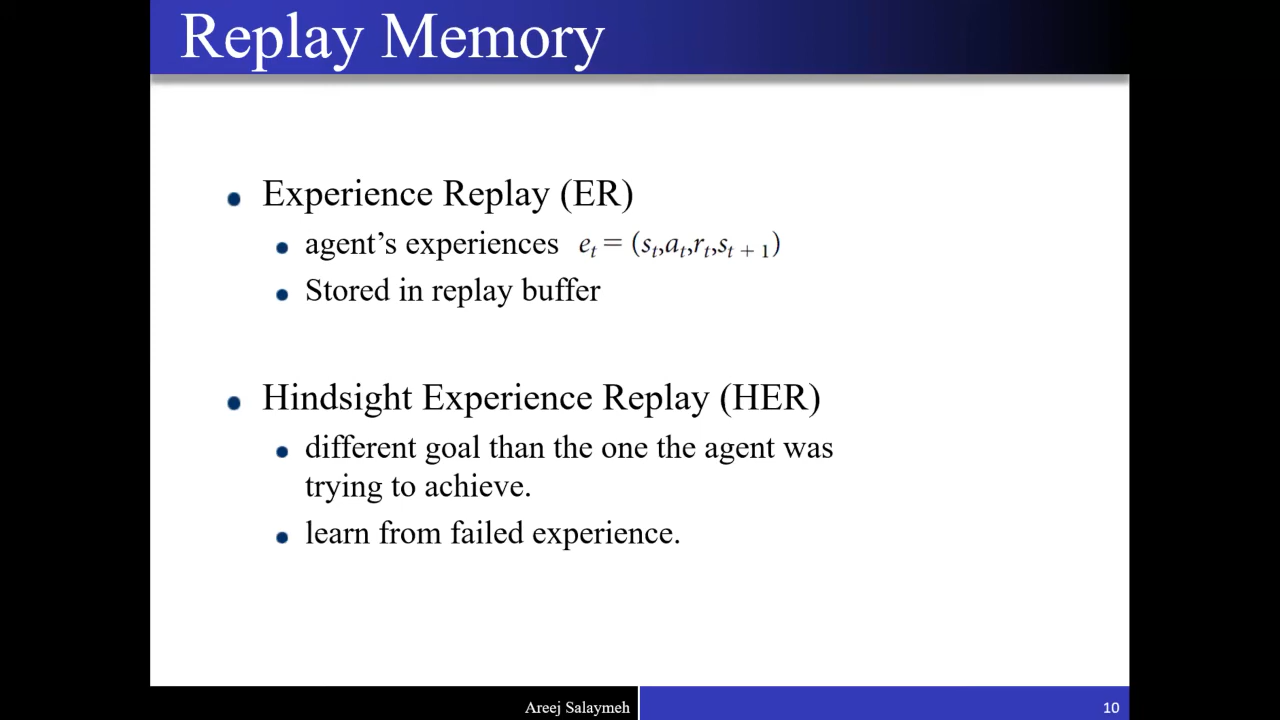 Replay Memory
Experience Replay (ER)
agent’s experiences e_t = (s_t,a_t,r_t,s_{t + 1})
Stored in replay buffer
Hindsight Experience Replay (HER)
different goal than the one the agent was
trying to achieve.
learn from failed experience.
Areej Salaymeh
10